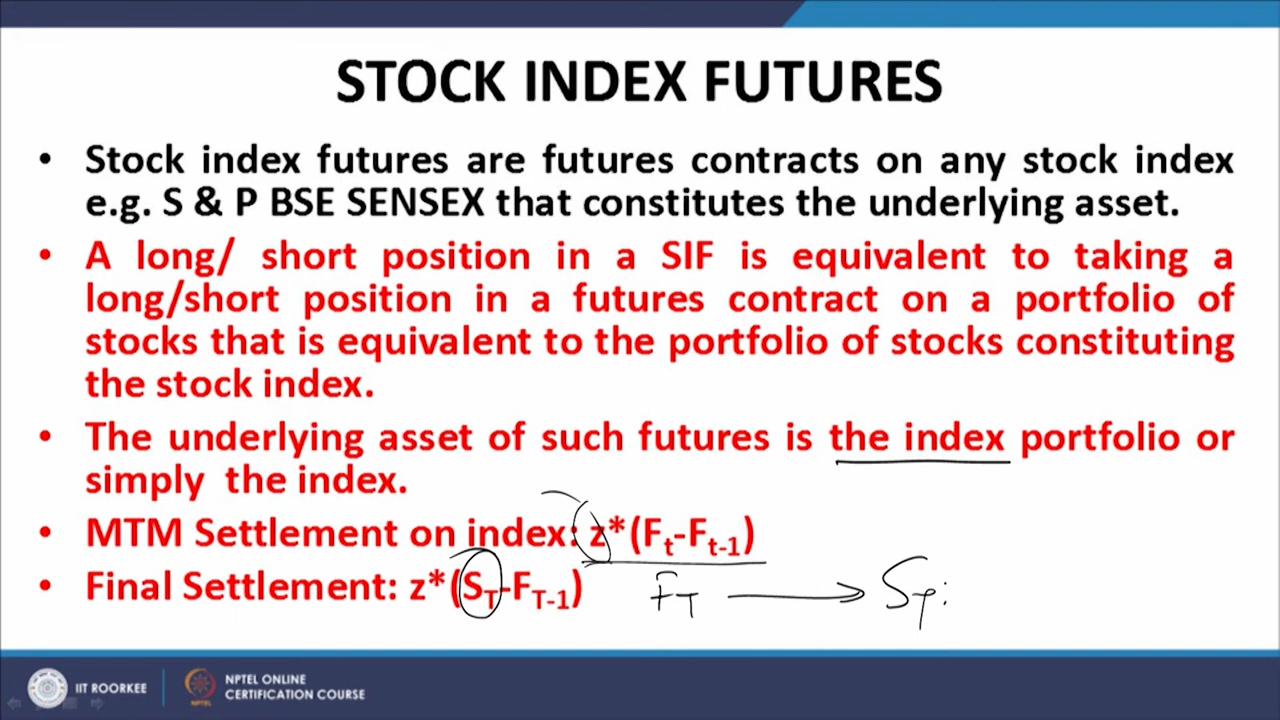 STOCK INDEX FUTURES
• Stock index futures are futures contracts on any stock index
e.g. S & P BSE SENSEX that constitutes the underlying asset.
• A long/ short position in a SIF is equivalent to taking a
long/short position in a futures contract on a portfolio of
stocks that is equivalent to the portfolio of stocks constituting
the stock index.
• The underlying asset of such futures is the index portfolio or
simply the index.
• MTM Settlement on index: z*(Ft-Ft-1)
• Final Settlement: z*(ST-FT-1)
FT → ST
IIT ROORKEE
NPTEL ONLINE
CERTIFICATION COURSE